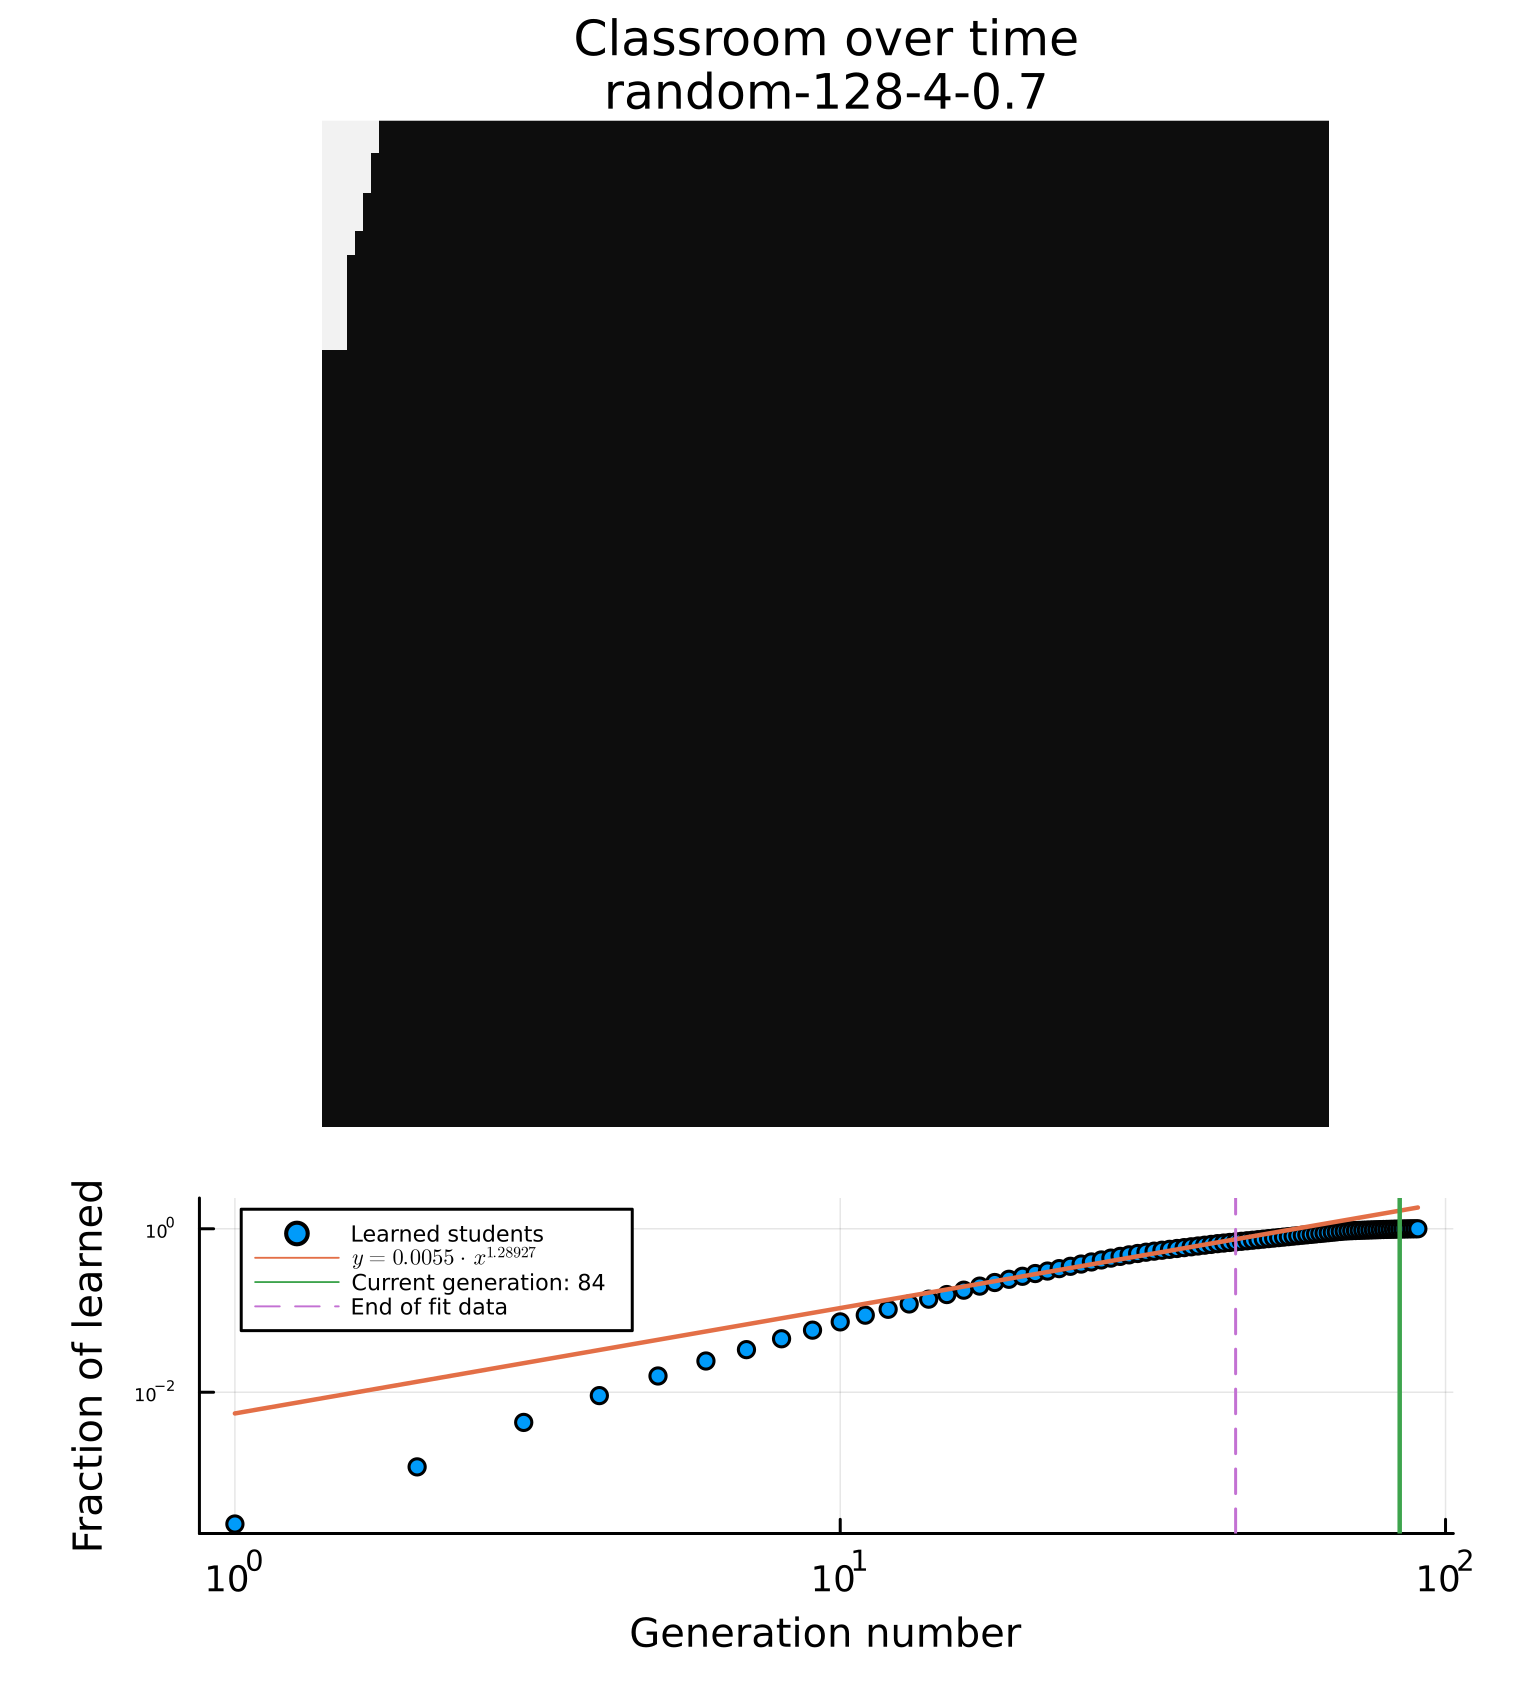 Classroom over time
random-128-4-0.7
Fraction of learned
10^0
10^−2
Learned students
y = 0.0055 · x^1.28927
Current generation: 84
End of fit data
10^0
10^1
10^2
Generation number